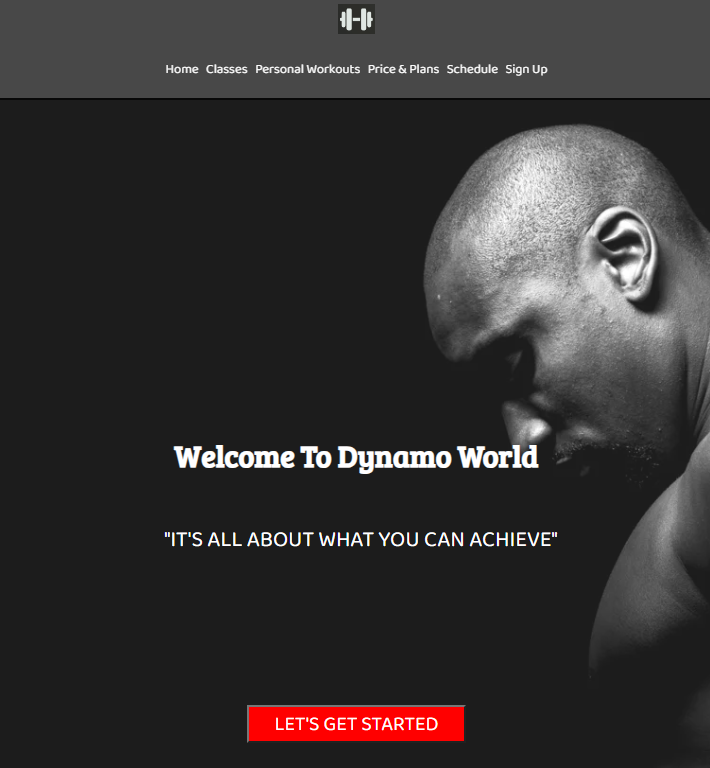 Home Classes Personal Workouts Price & Plans Schedule Sign Up
Welcome To Dynamo World
"IT'S ALL ABOUT WHAT YOU CAN ACHIEVE"
LET'S GET STARTED